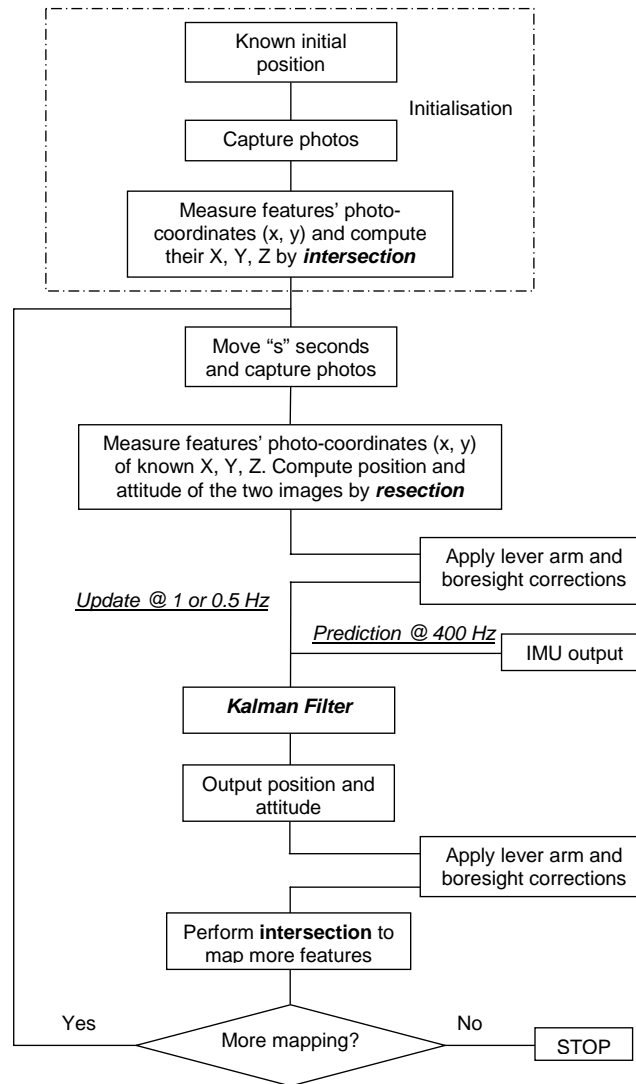 Known initial
position
Initialisation
Capture photos
Measure features’ photo-
coordinates (x, y) and compute
their X, Y, Z by intersection
Move “s” seconds
and capture photos
Measure features’ photo-coordinates (x, y)
of known X, Y, Z. Compute position and
attitude of the two images by resection
Apply lever arm and
boresight corrections
Update @ 1 or 0.5 Hz
Prediction @ 400 Hz
IMU output
Kalman Filter
Output position and
attitude
Apply lever arm and
boresight corrections
Perform intersection to
map more features
Yes
More mapping?
No
STOP